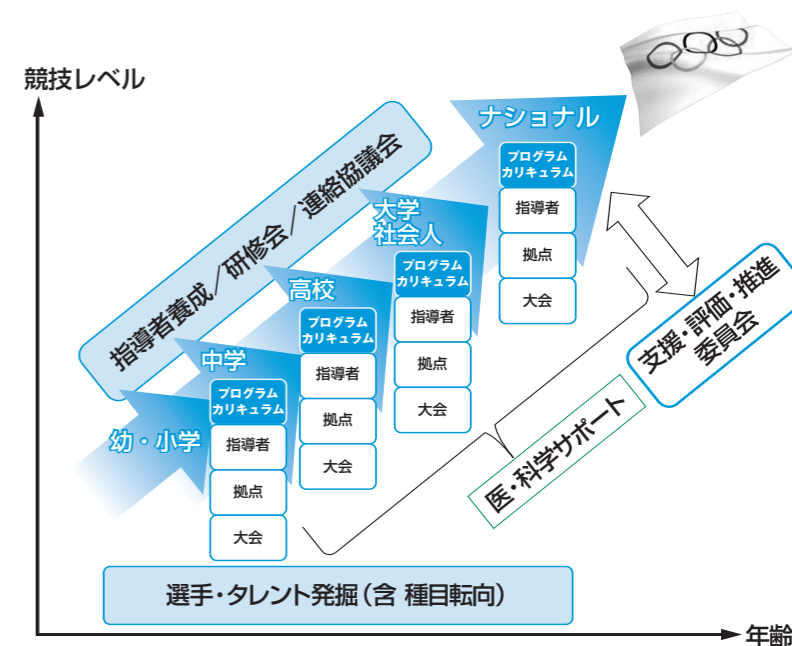 競技レベル
指導者養成／研修会／連絡協議会
ナショナル
プログラム
カリキュラム
指導者
拠点
大会
大学
社会人
プログラム
カリキュラム
指導者
拠点
大会
高校
プログラム
カリキュラム
指導者
拠点
大会
中学
プログラム
カリキュラム
指導者
拠点
大会
幼・小学
支援・評価・推進
委員会
医・科学サポート
選手・タレント発掘（含 種目転向）
年齢